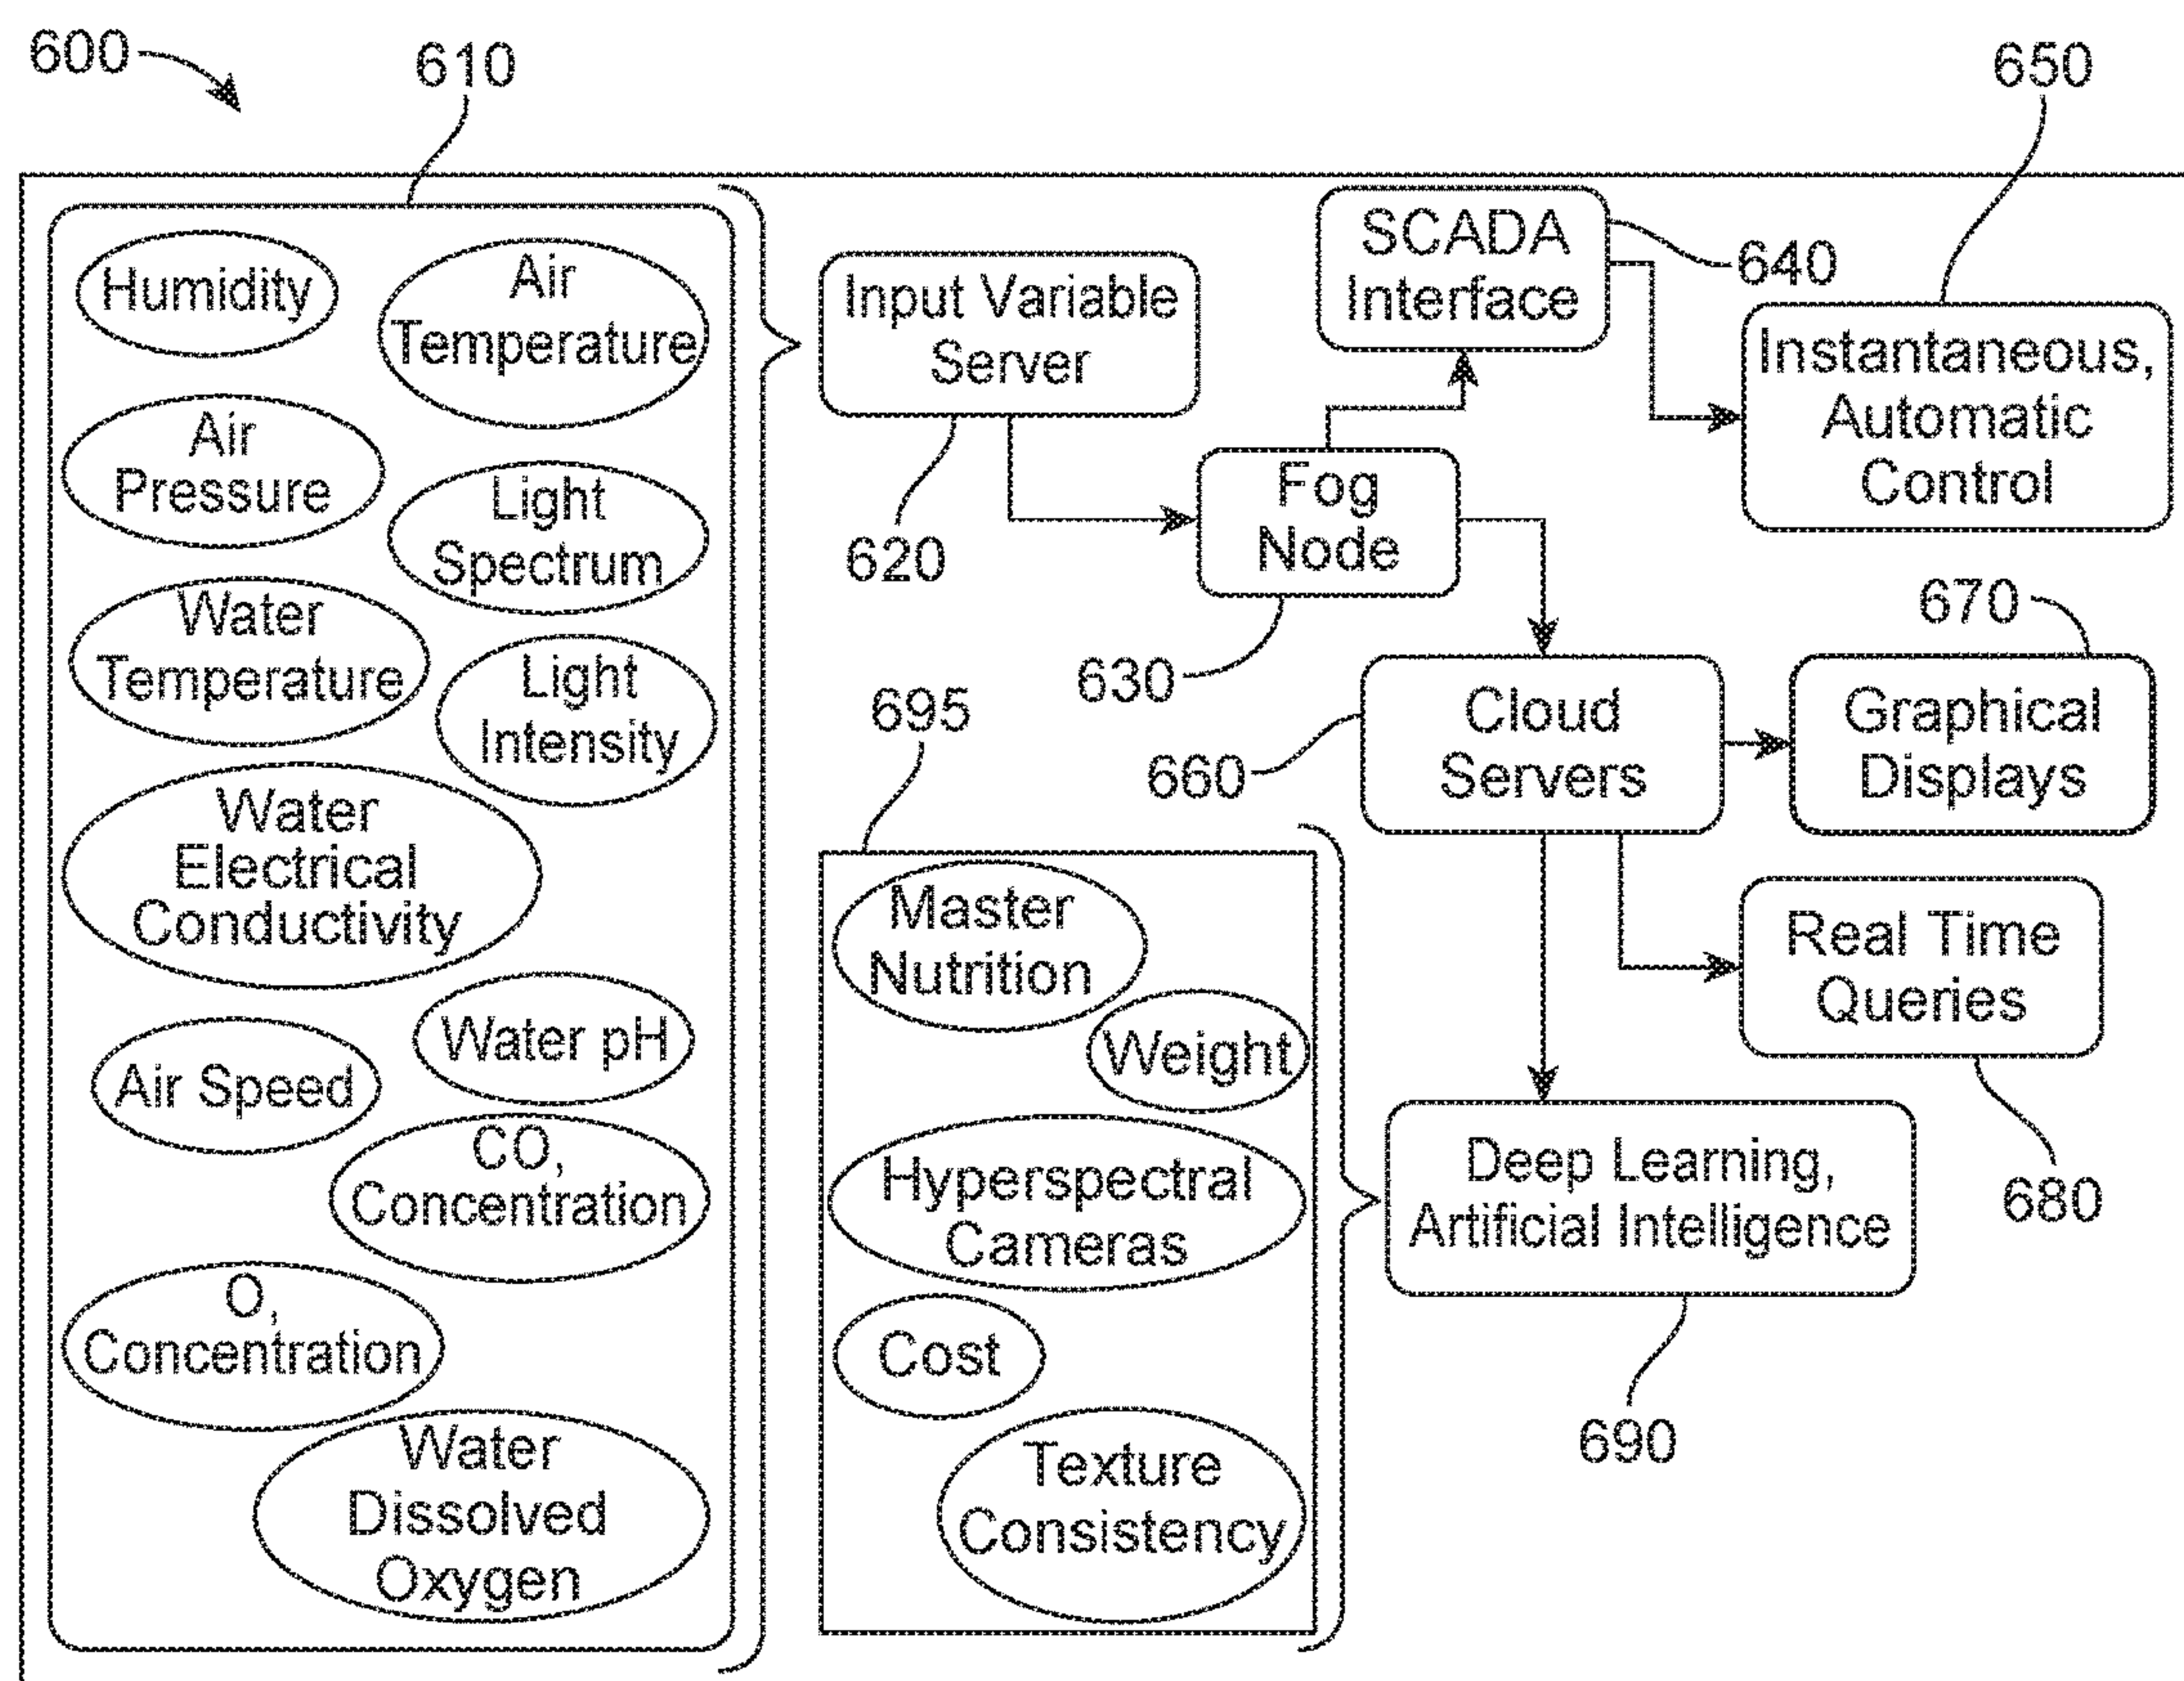 600
610
650
Humidity
Air
Temperature
Air
Pressure
Light
Spectrum
Water
Temperature
Light
Intensity
Water
Electrical
Conductivity
Water pH
Air Speed
CO,
Concentration
O,
Concentration
Water
Dissolved
Oxygen
Input Variable
Server
620
Fog
Node
630
SCADA
Interface
640
Instantaneous,
Automatic
Control
670
660
Cloud
Servers
Graphical
Displays
695
Master
Nutrition
Weight
Hyperspectral
Cameras
Cost
Texture
Consistency
Real Time
Queries
680
Deep Learning,
Artificial Intelligence
690